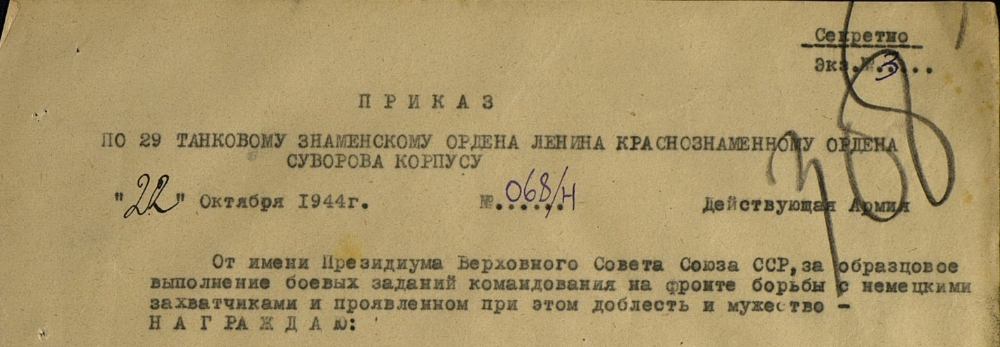 Секретно
Экз.№.3....
П Р И К А З
ПО 29 ТАНКОВОМУ ЗНАМЕНСКОМУ ОРДЕНА ЛЕНИНА КРАСНОЗНАМЕННОМУ ОРДЕНА
СУВОРОВА КОРПУСУ
"22" Октября 1944г. №.068/н Действующая Армия
От имени Президиума Верховного Совета Союза ССР,за образцовое
выполнение боевых заданий командования на фронте борьбы с немецкими
захватчиками и проявленном при этом доблесть и мужество -
Н А Г Р А Ж Д А Ю: